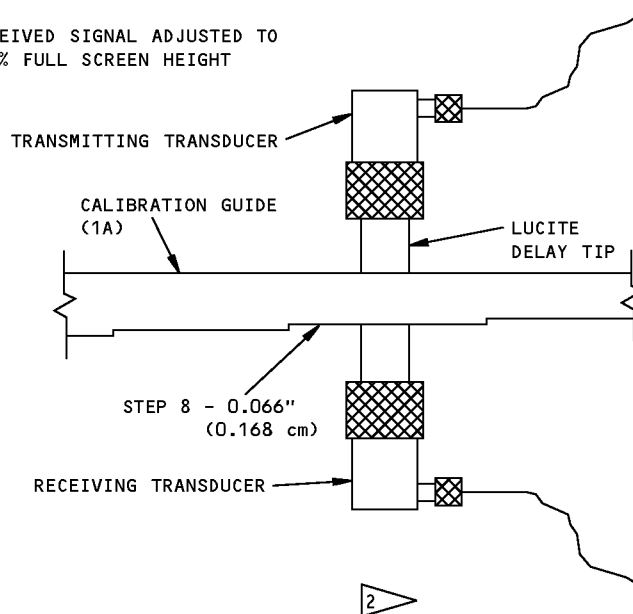 EIVED SIGNAL ADJUSTED TO
% FULL SCREEN HEIGHT
TRANSMITTING TRANSDUCER
CALIBRATION GUIDE
(1A)
LUCITE
DELAY TIP
STEP 8 - 0.066"
(0.168 cm)
RECEIVING TRANSDUCER
2